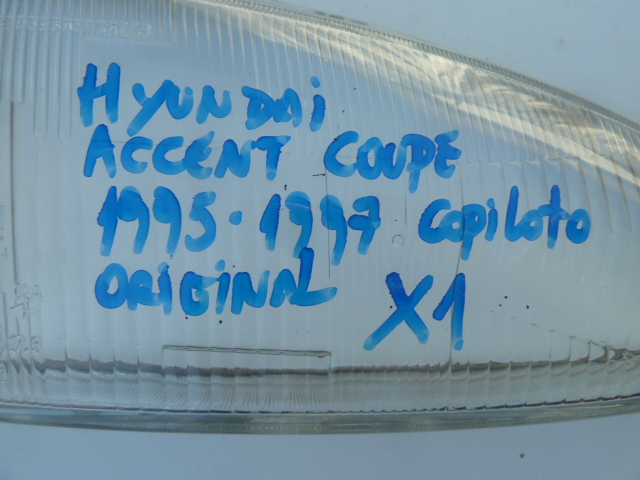 HYUNDAi
ACCENT COUPE
1995.1997 COPiLOTO
ORiGiNAL X1